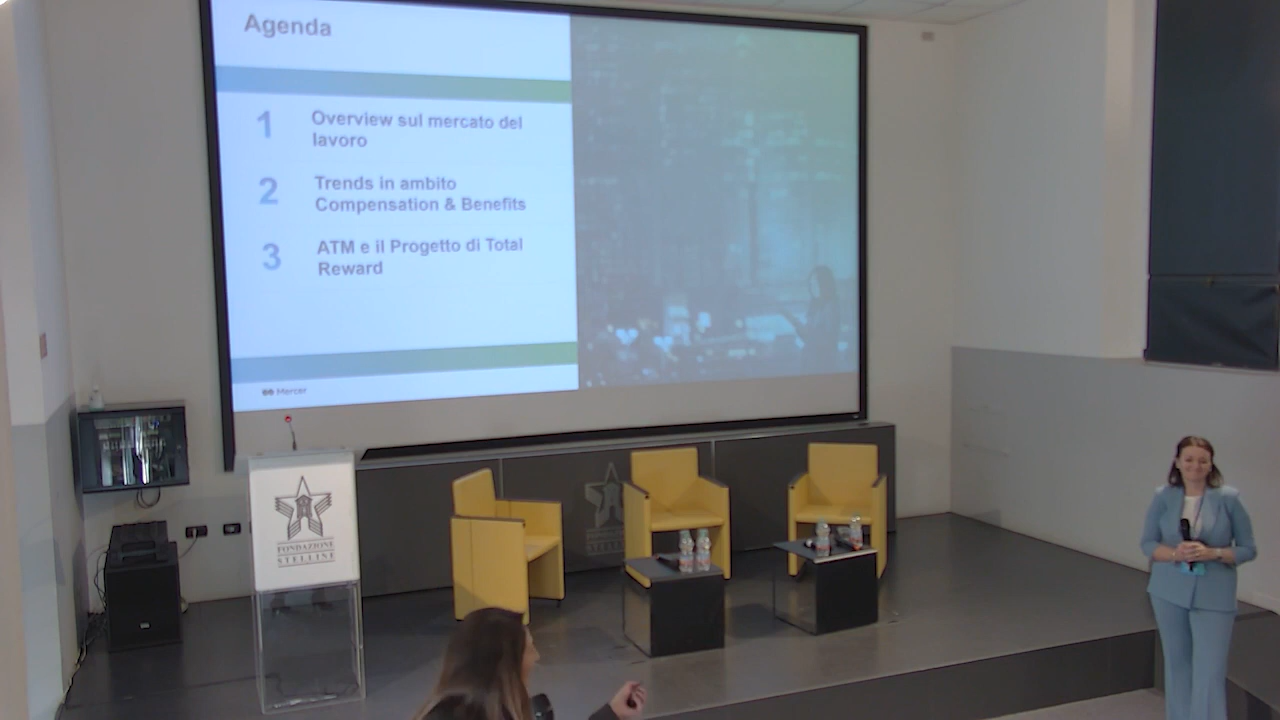 Agenda
1 Overview sul mercato del
lavoro
2 Trends in ambito
Compensation & Benefits
3 ATM e il Progetto di Total
Reward
Mercer
FONDAZIONE
STELLINE